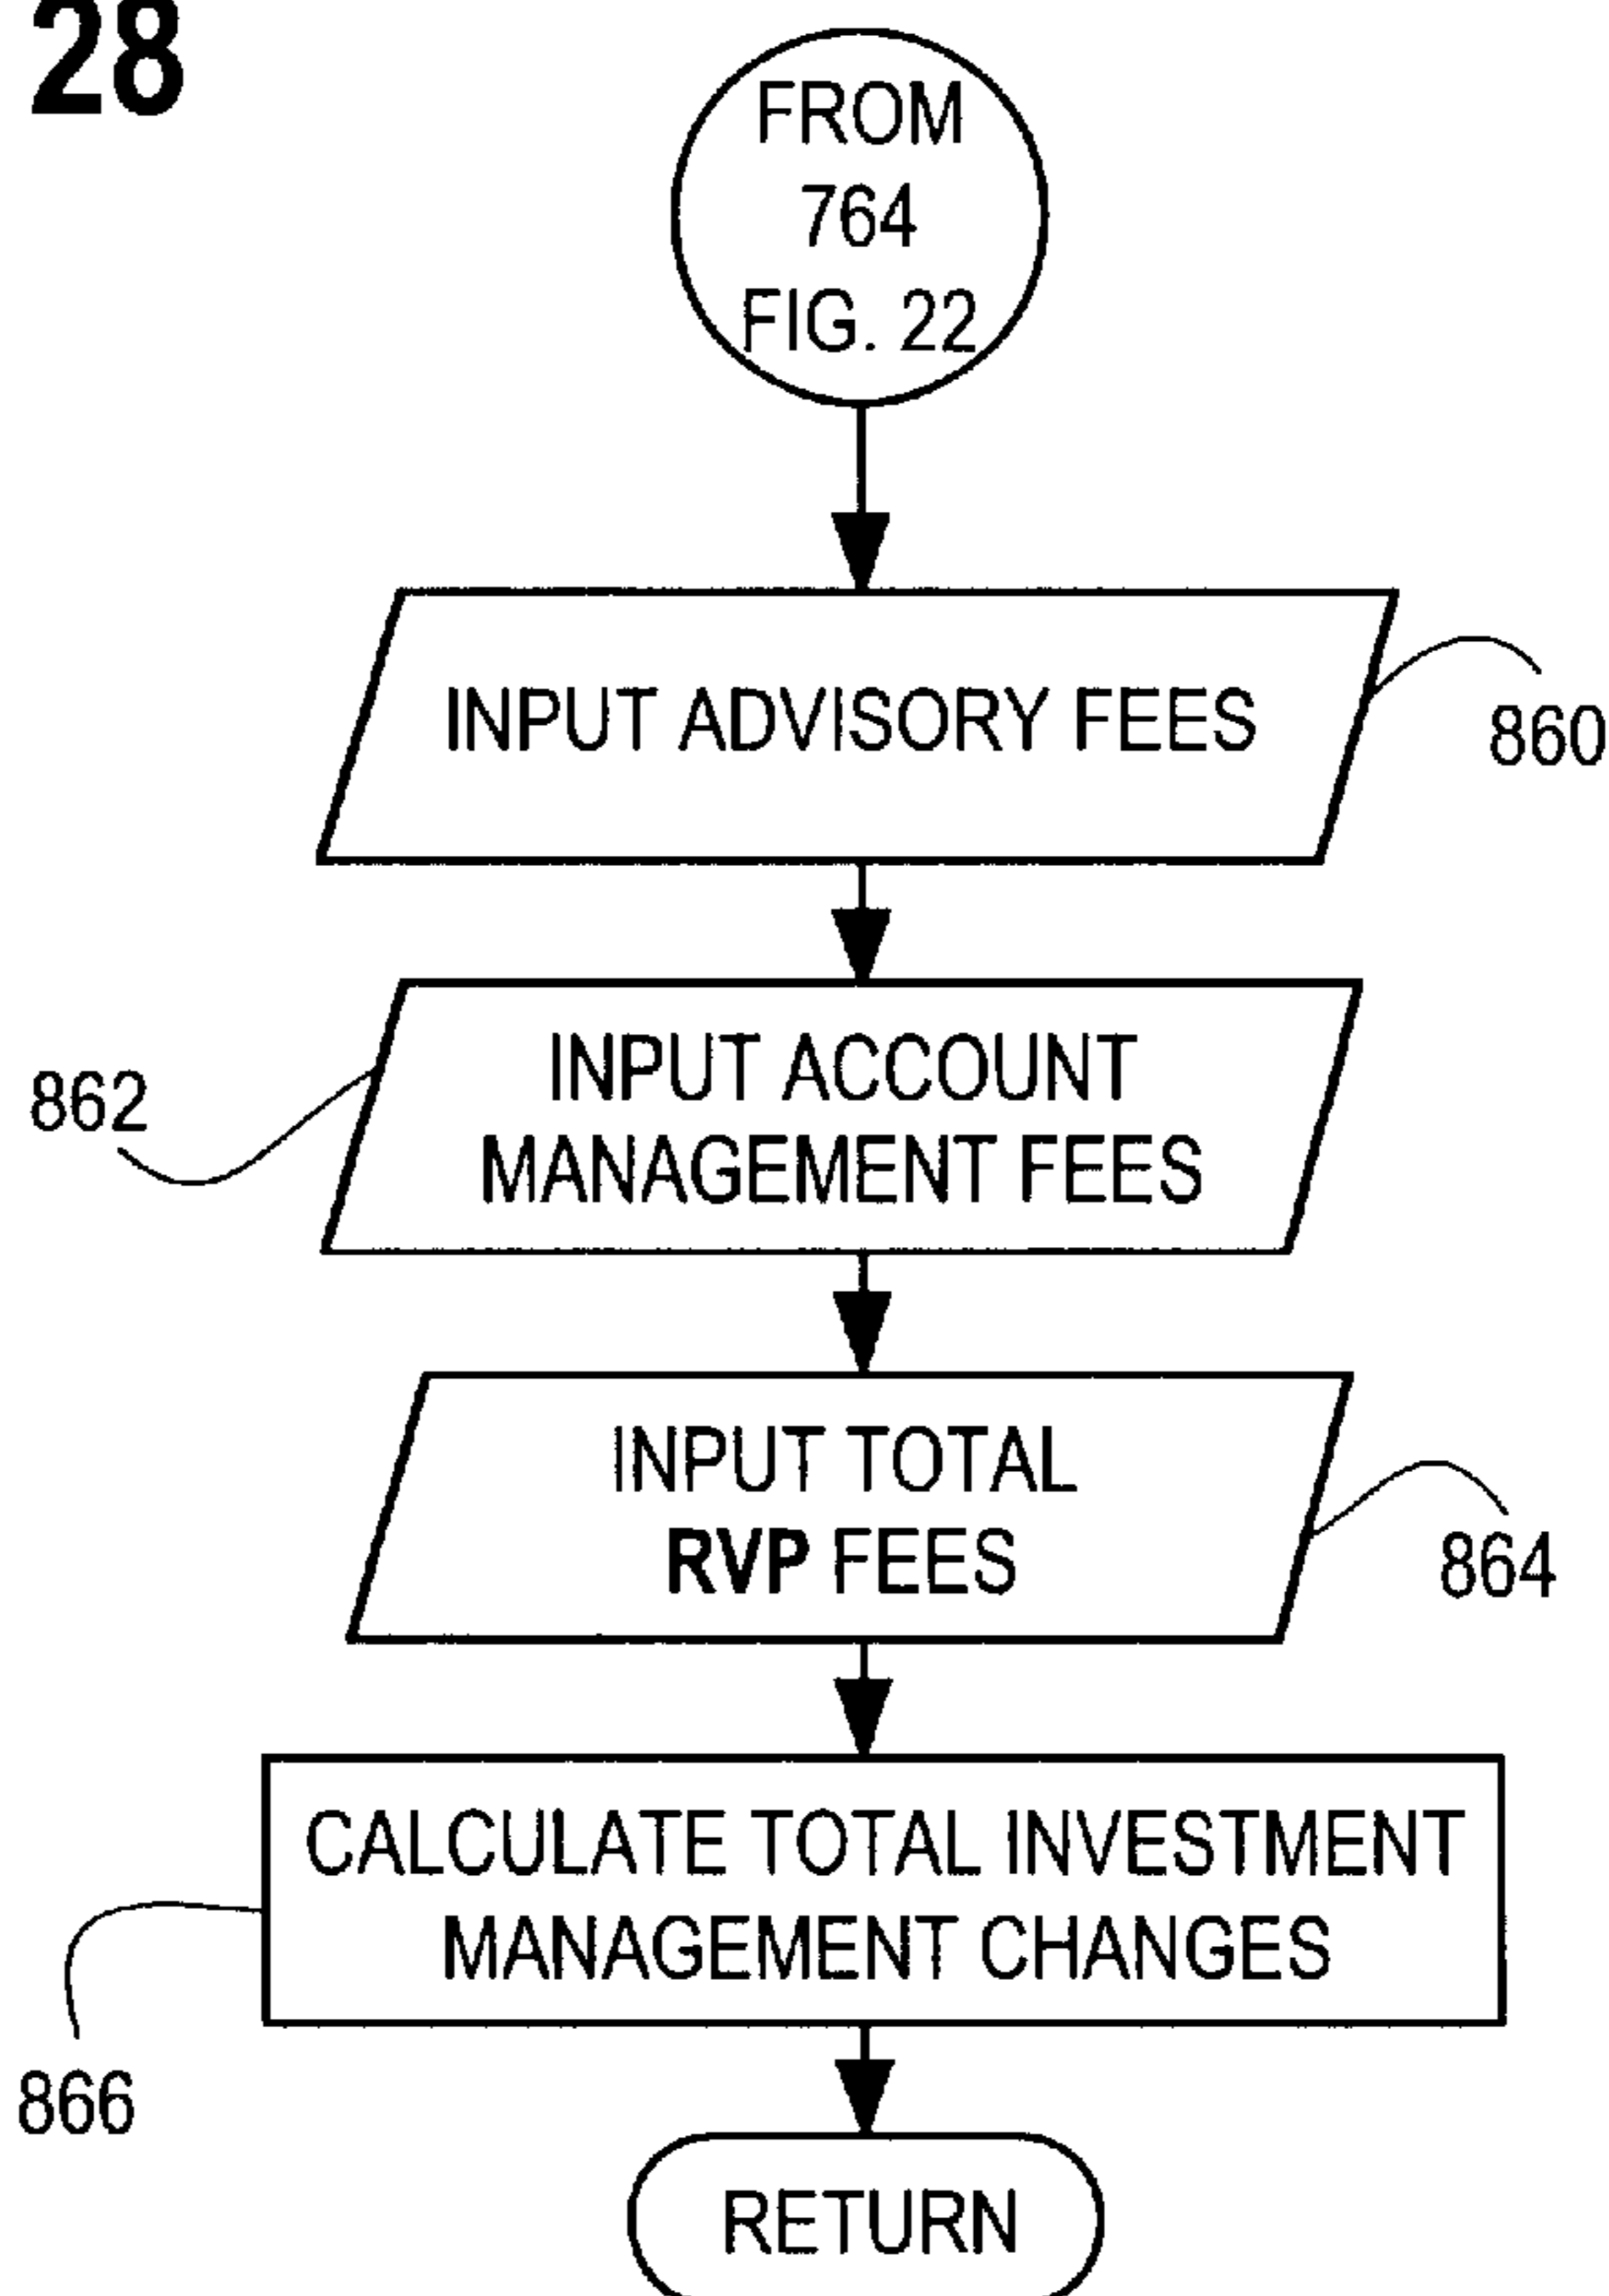 28
FROM
764
FIG. 22
INPUT ADVISORY FEES
860
INPUT ACCOUNT
MANAGEMENT FEES
862
INPUT TOTAL
RVP FEES
864
CALCULATE TOTAL INVESTMENT
MANAGEMENT CHANGES
866
RETURN